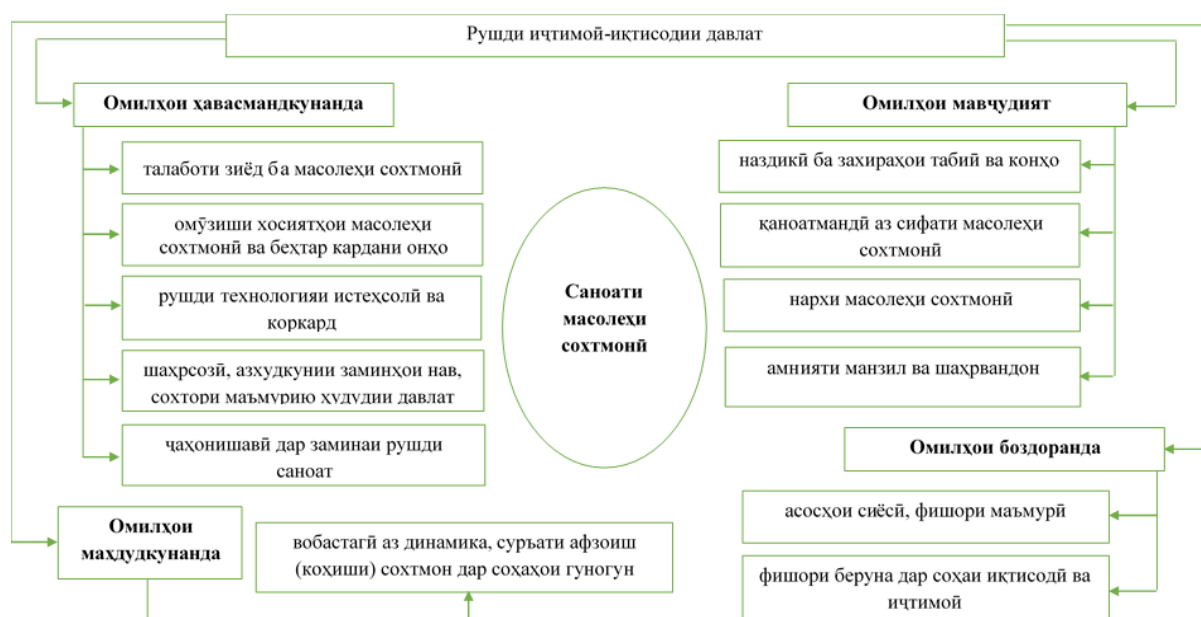 Рушди иҷтимоӣ-иқтисодии давлат
Омилҳои ҳавасмандкунанда
талаботи зиёд ба масолеҳи сохтмонӣ
омӯзиши хосиятҳои масолеҳи
сохтмонӣ ва беҳтар кардани онҳо
рушди технологияи истеҳсолӣ ва
коркард
шаҳрсозӣ, азхудкунии заминҳои нав,
сохтори маъмурию ҳудудии давлат
ҷаҳонишавӣ дар заминаи рушди
саноат
Саноати
масолеҳи
сохтмонӣ
Омилҳои мавҷудият
наздикӣ ба захираҳои табиӣ ва конҳо
қаноатмандӣ аз сифати масолеҳи
сохтмонӣ
нархи масолеҳи сохтмонӣ
амнияти манзил ва шаҳрвандон
Омилҳои боздоранда
асосҳои сиёсӣ, фишори маъмурӣ
фишори беруна дар соҳаи иқтисодӣ ва
иҷтимоӣ
Омилҳои
маҳдудкунанда
вобастагӣ аз динамика, суръати афзоиш
(коҳиши) сохтмон дар соҳаҳои гуногун